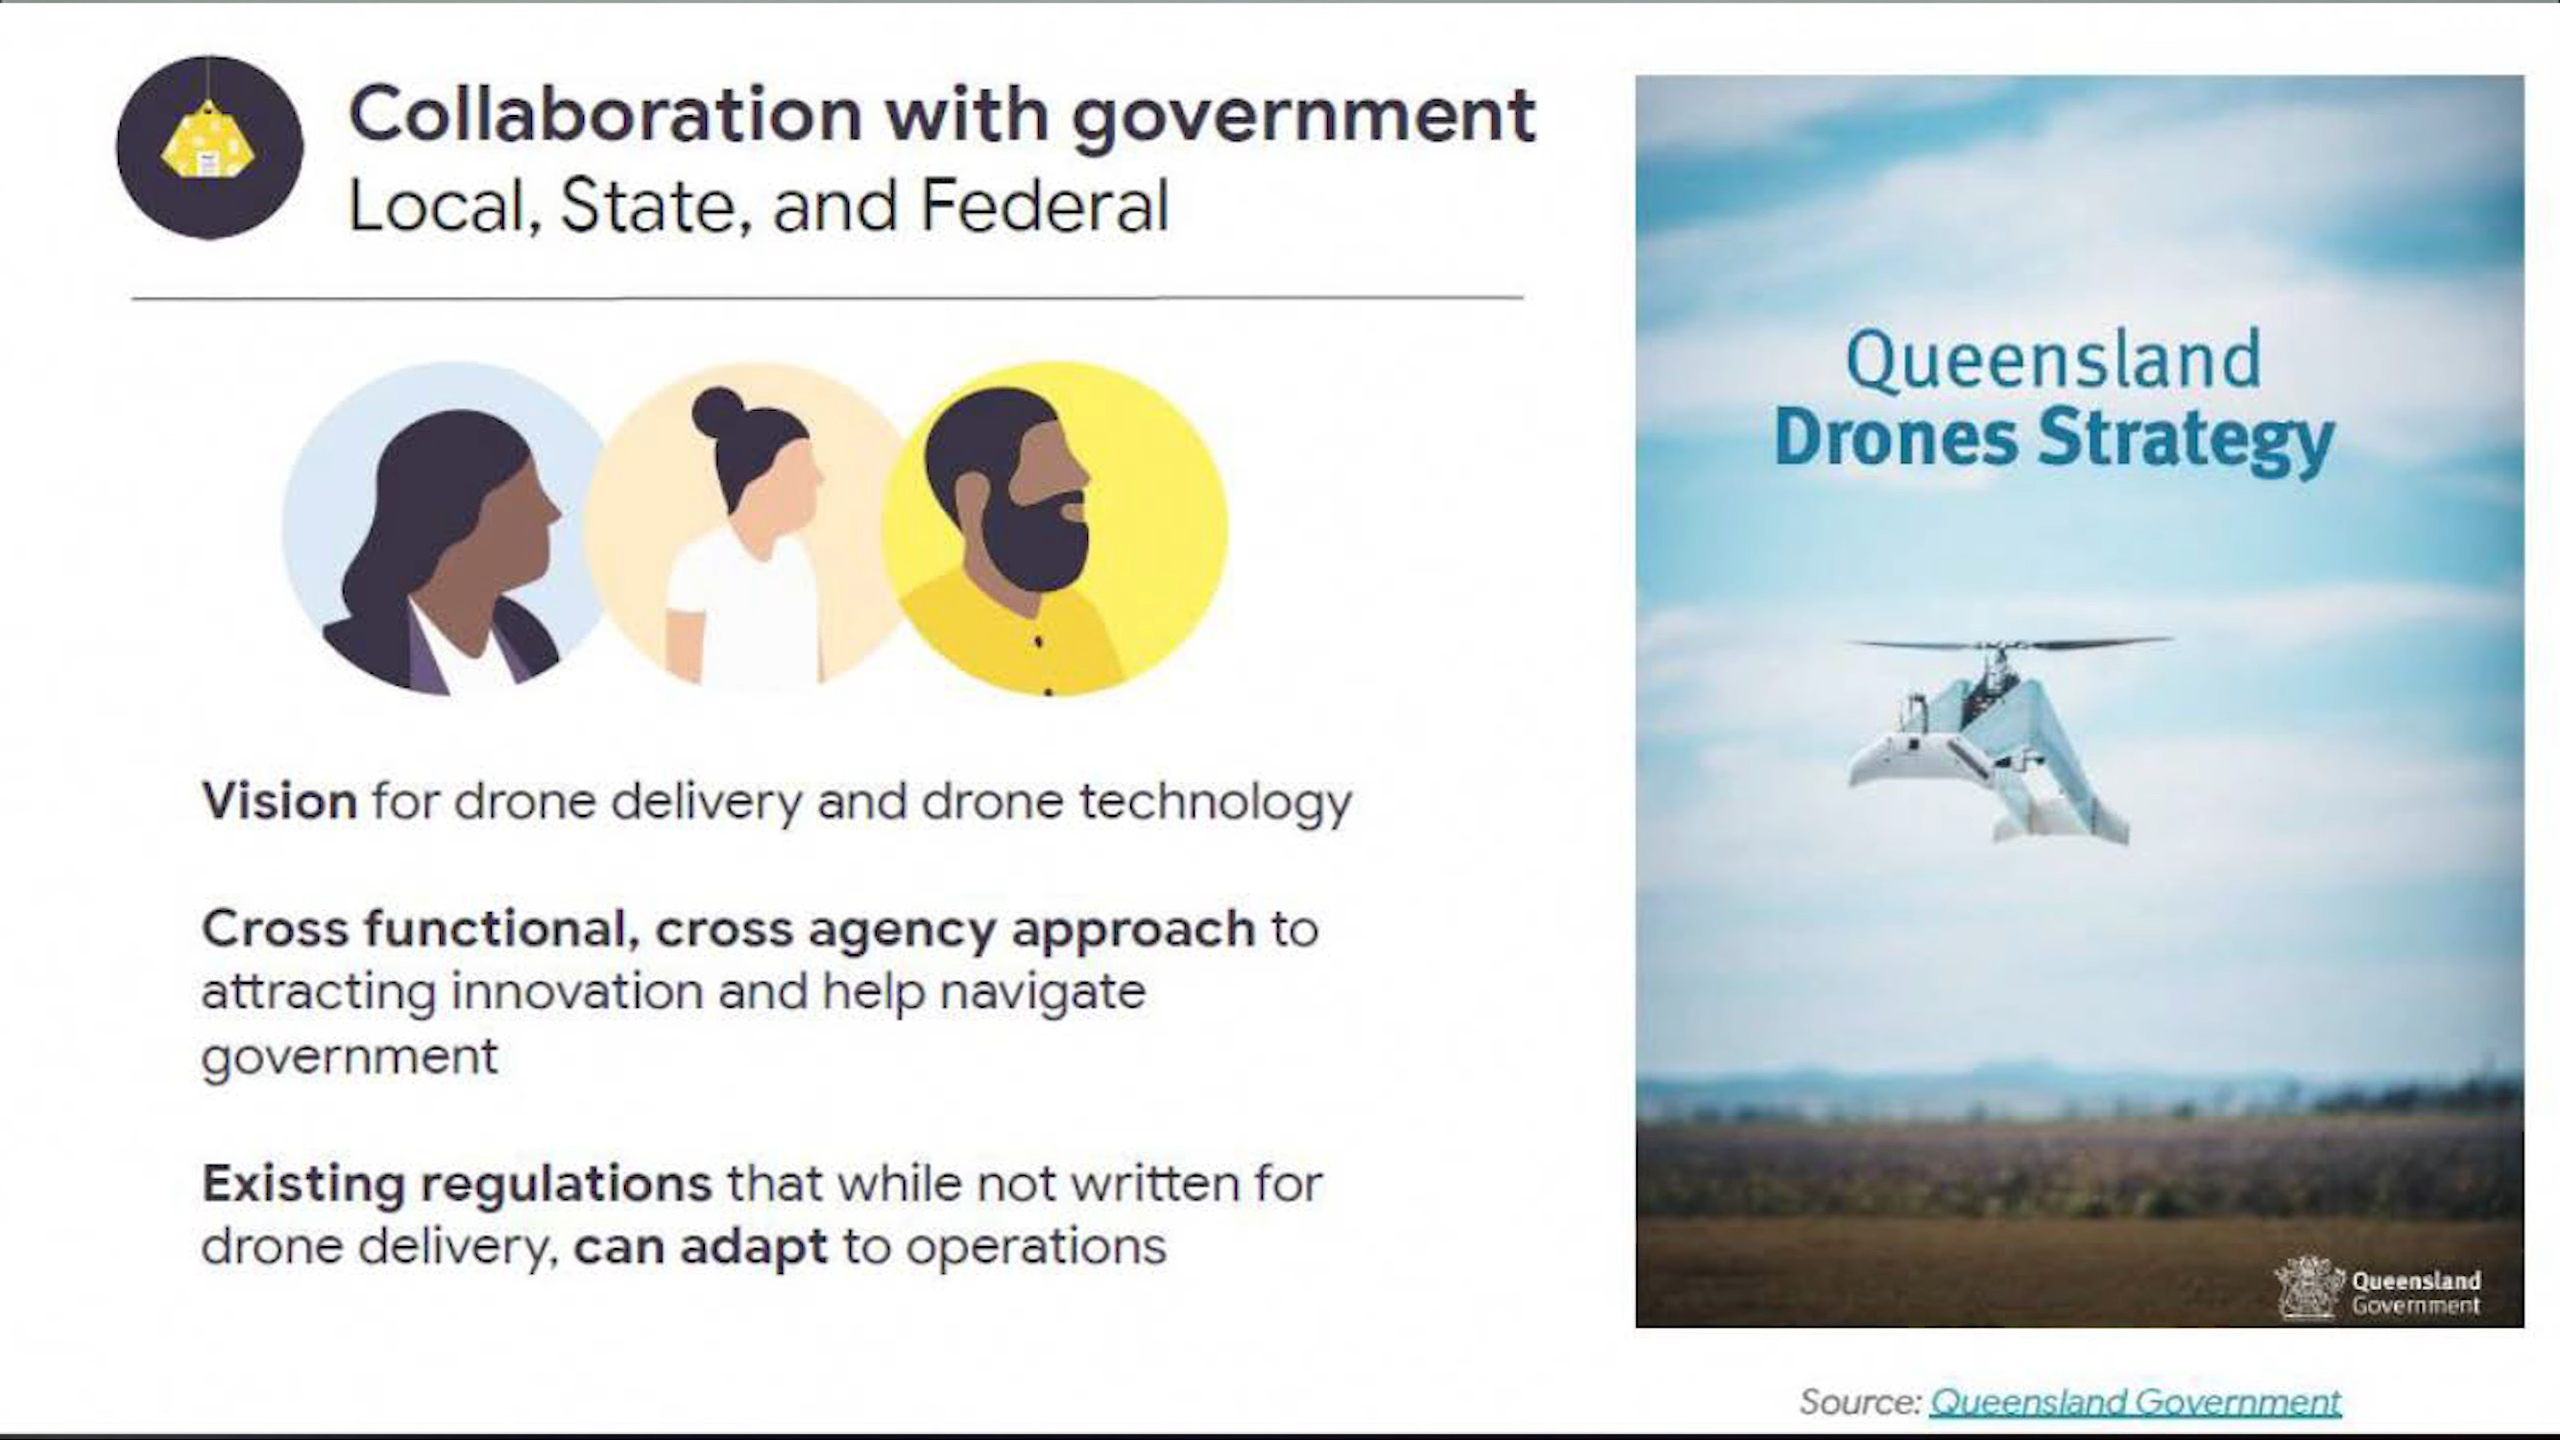 Collaboration with government
Local, State, and Federal
Vision for drone delivery and drone technology
Cross functional, cross agency approach to
attracting innovation and help navigate
government
Existing regulations that while not written for
drone delivery, can adapt to operations
Queensland
Drones Strategy
Queensland
Government
Source: Queensland Government